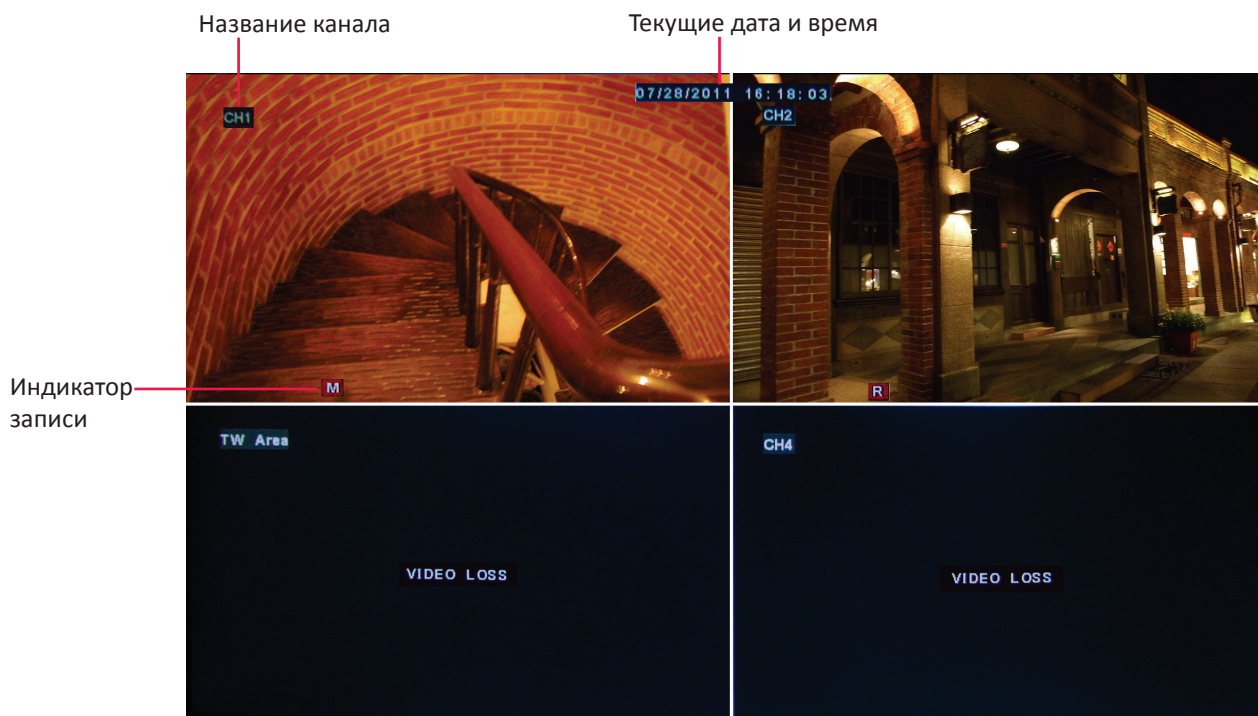 Название канала
Текущие дата и время
07/28/2011 16:18:03
CH1
CH2
Индикатор
записи
M
R
TW Area
CH4
VIDEO LOSS
VIDEO LOSS